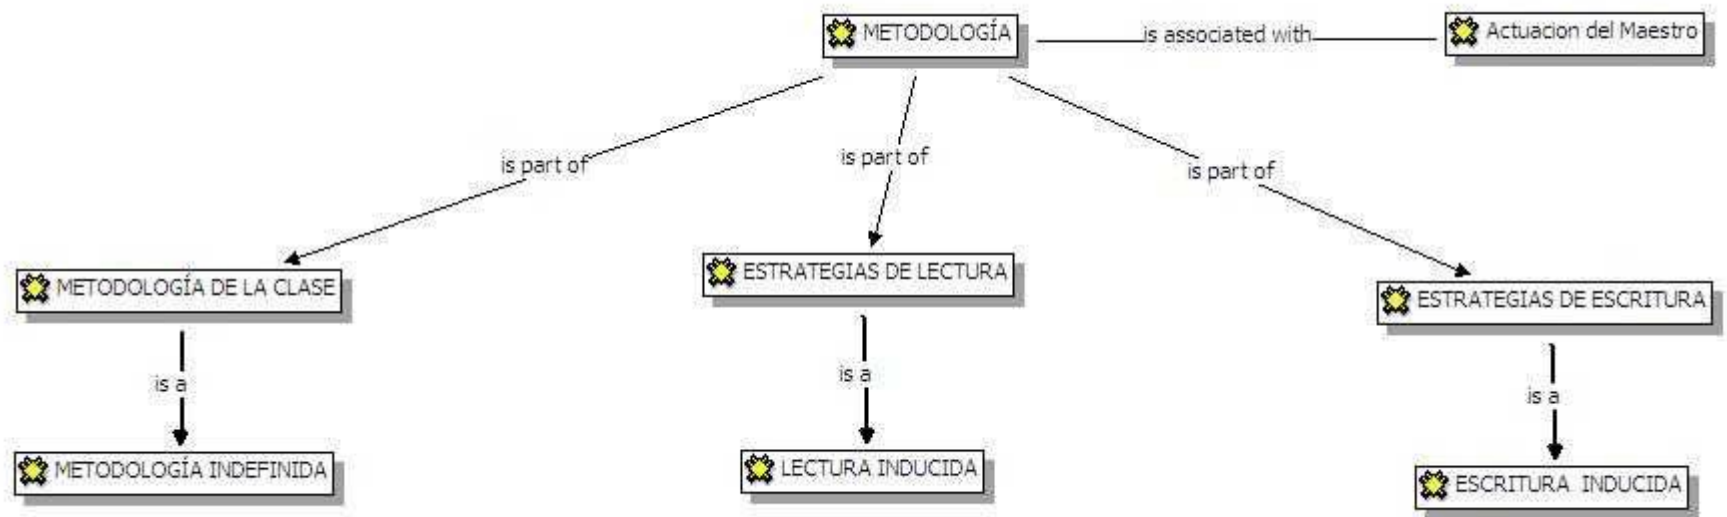 METODOLOGÍA
is associated with
Actuacion del Maestro
is part of
is part of
is part of
METODOLOGÍA DE LA CLASE
ESTRATEGIAS DE LECTURA
ESTRATEGIAS DE ESCRITURA
is a
is a
is a
METODOLOGÍA INDEFINIDA
LECTURA INDUCIDA
ESCRITURA INDUCIDA